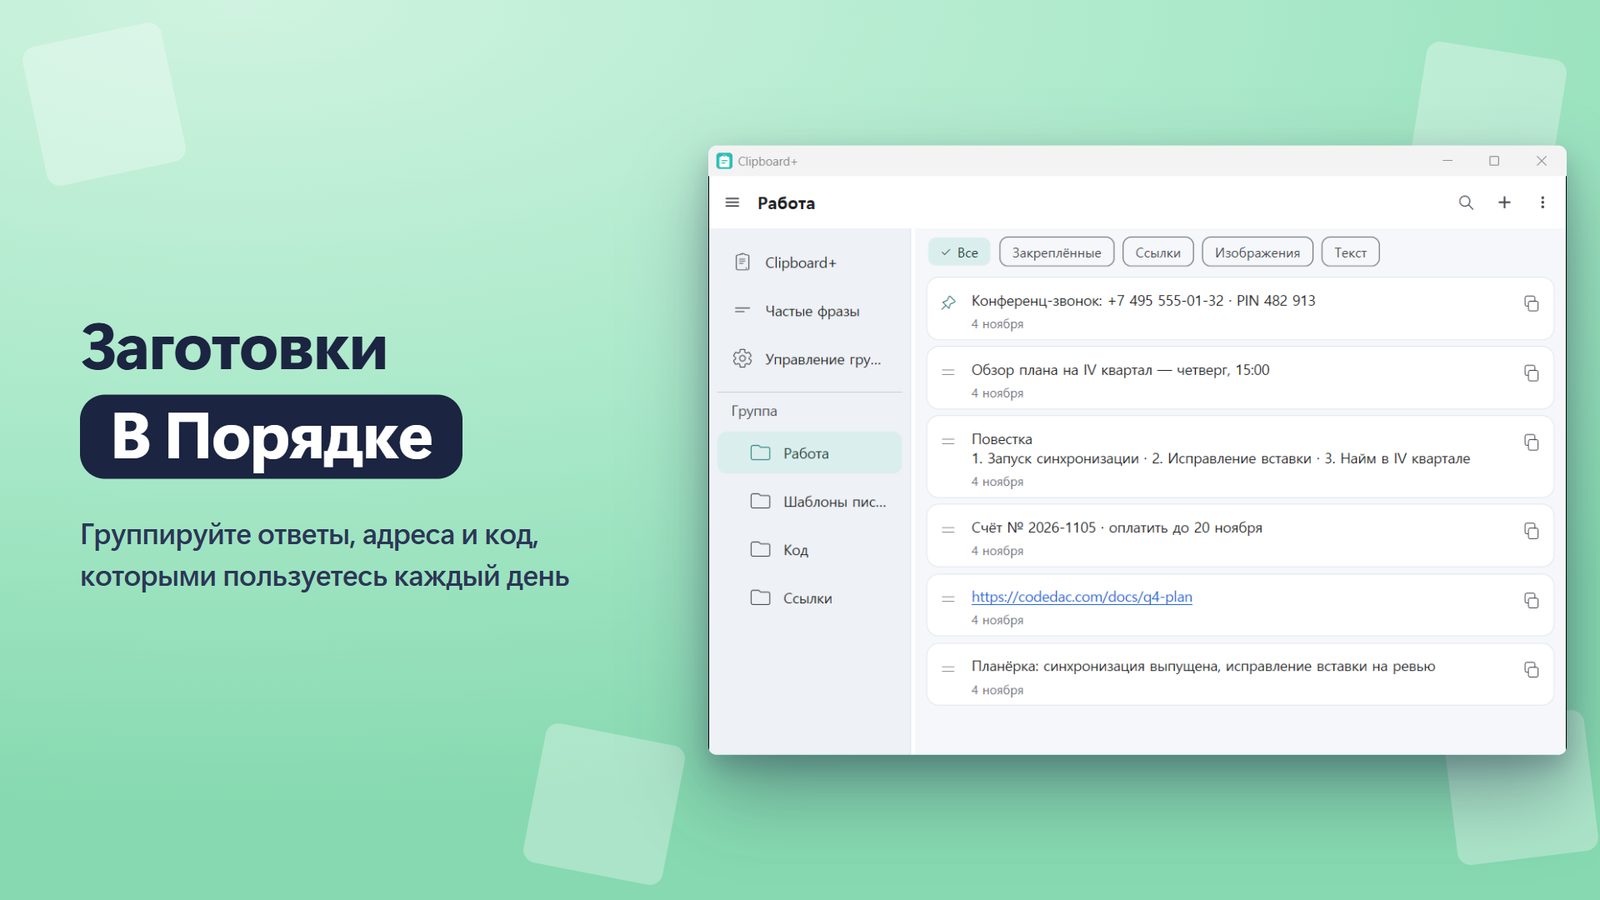 Заготовки
В Порядке
Группируйте ответы, адреса и код,
которыми пользуетесь каждый день
Clipboard+
Работа
Clipboard+
Частые фразы
Управление гру...
Группа
Работа
Шаблоны пис...
Код
Ссылки
Все
Закреплённые
Ссылки
Изображения
Текст
Конференц-звонок: +7 495 555-01-32 · PIN 482 913
4 ноября
Обзор плана на IV квартал — четверг, 15:00
4 ноября
Повестка
1. Запуск синхронизации · 2. Исправление вставки · 3. Найм в IV квартале
4 ноября
Счёт № 2026-1105 · оплатить до 20 ноября
4 ноября
https://codedac.com/docs/q4-plan
4 ноября
Планёрка: синхронизация выпущена, исправление вставки на ревью
4 ноября